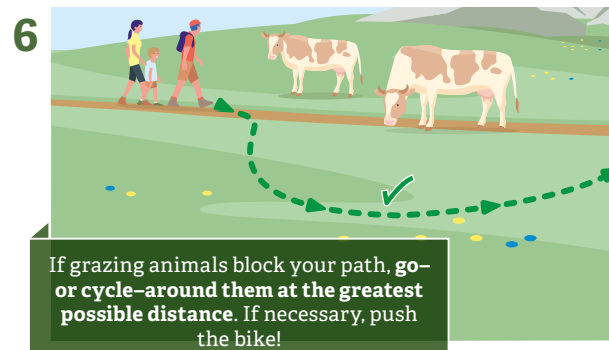 6
If grazing animals block your path, go–
or cycle–around them at the greatest
possible distance. If necessary, push
the bike!